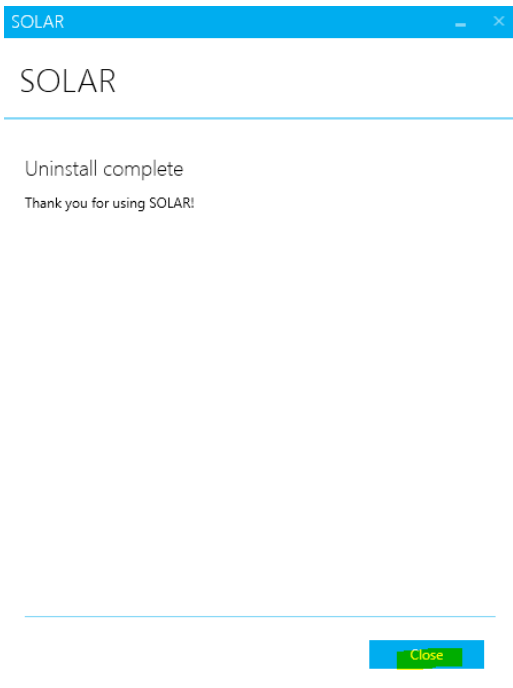 SOLAR
SOLAR
Uninstall complete
Thank you for using SOLAR!
Close